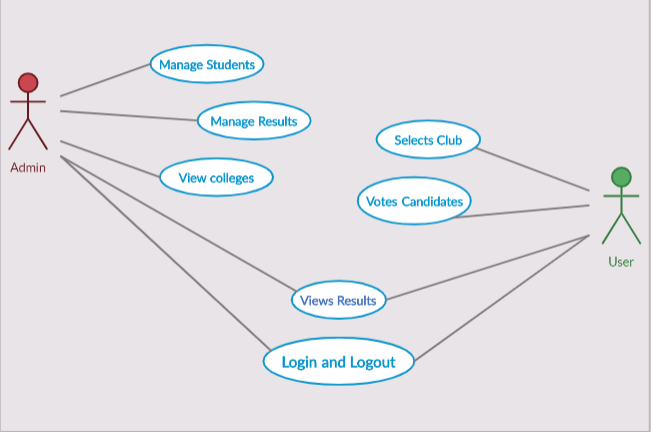 Manage Students
Manage Results
Selects Club
Admin
View colleges
Votes Candidates
User
Views Results
Login and Logout